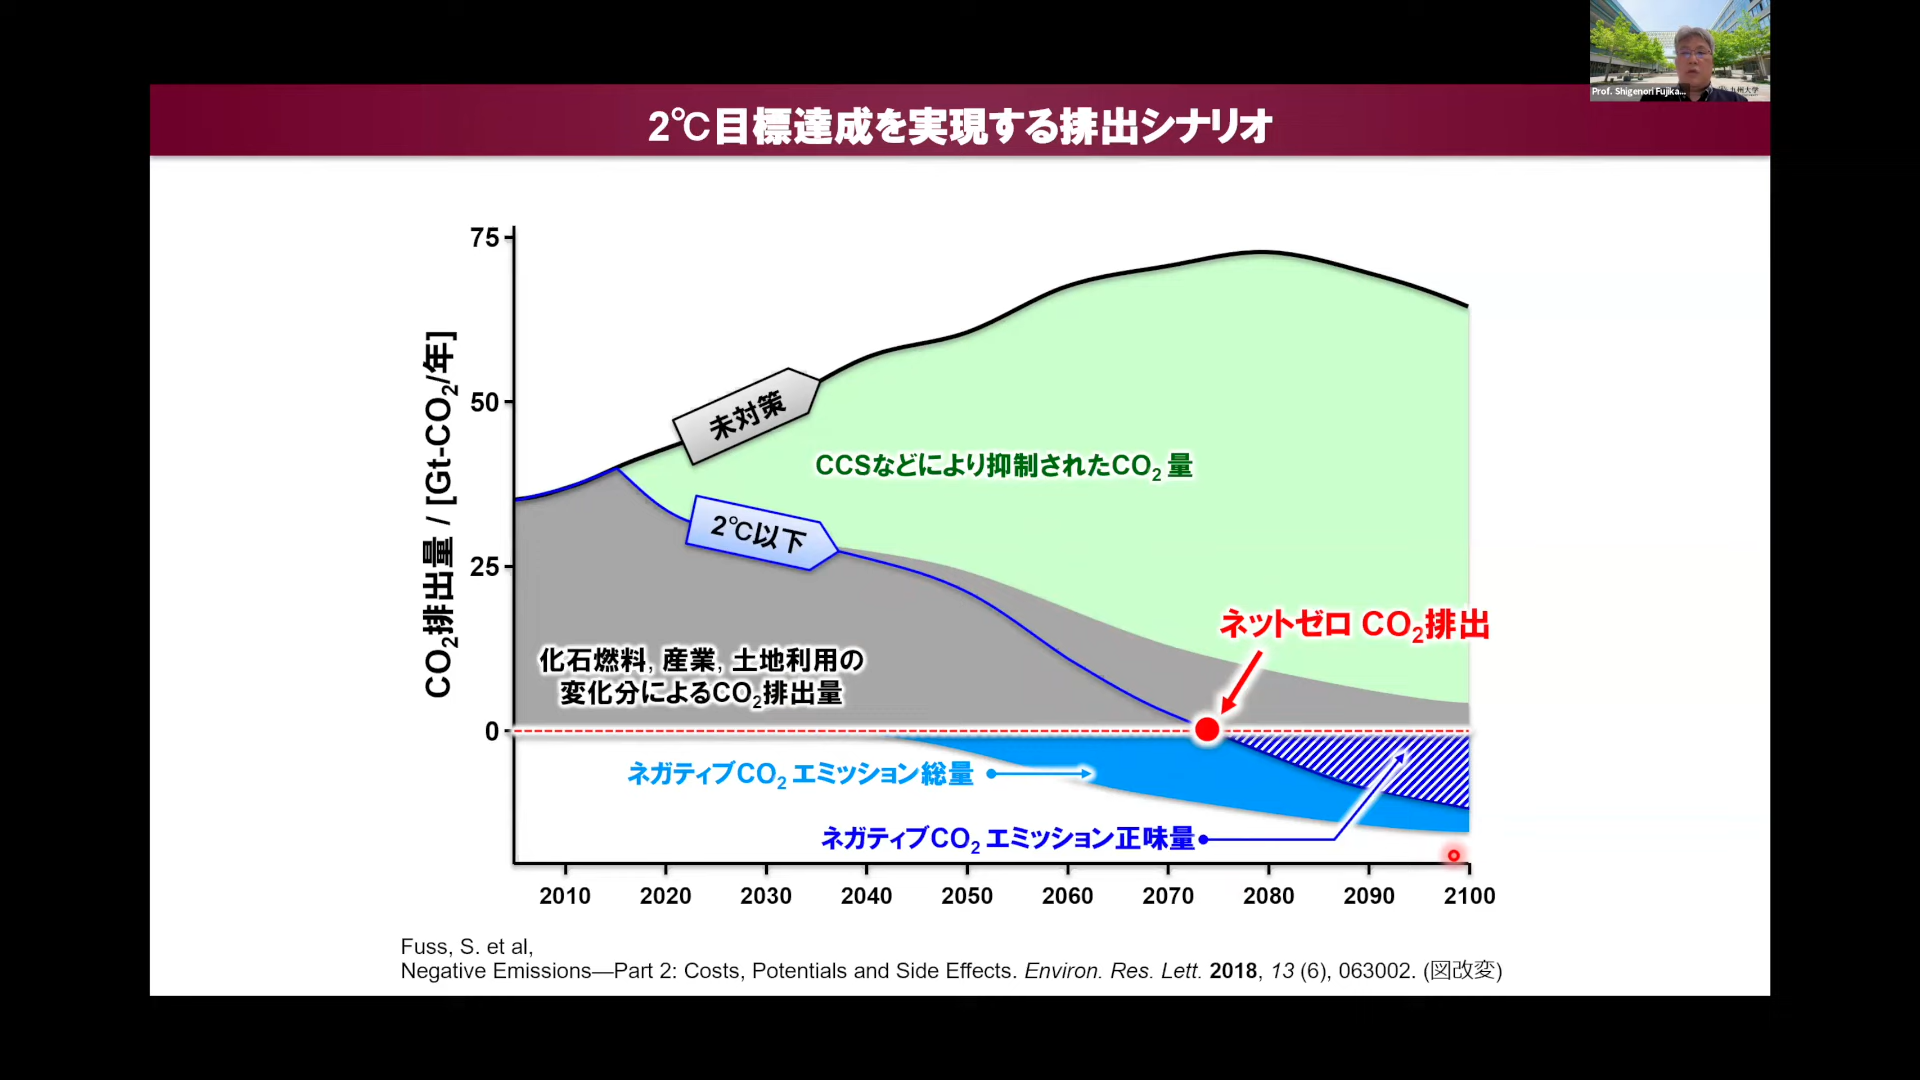 Prof. Shigenori Fujika...
九州大学
2℃目標達成を実現する排出シナリオ
CO2排出量 / [Gt-CO2/年]
75
50
25
0
未対策
CCSなどにより抑制されたCO2 量
2℃以下
ネットゼロ CO2排出
化石燃料, 産業, 土地利用の
変化分によるCO2排出量
ネガティブCO2 エミッション総量
ネガティブCO2 エミッション正味量
2010 2020 2030 2040 2050 2060 2070 2080 2090 2100
Fuss, S. et al,
Negative Emissions—Part 2: Costs, Potentials and Side Effects. Environ. Res. Lett. 2018, 13 (6), 063002. (図改変)